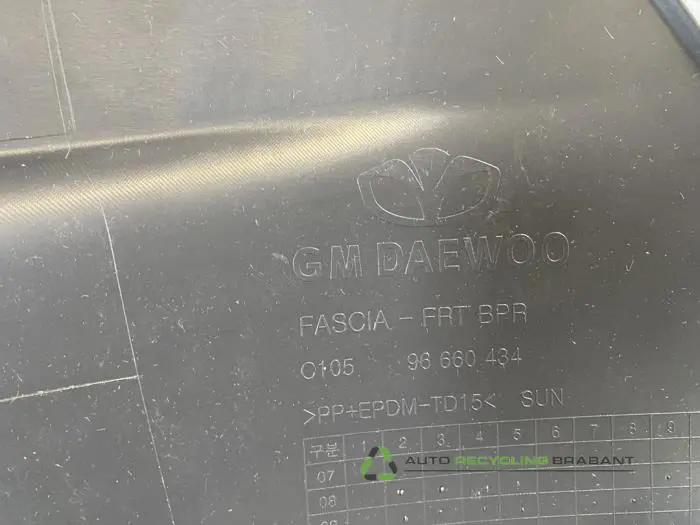 GM DAEWOO
FASCIA - FRT BPR
0105 96 660 434
>PP+EPDM-TD15< SUN
구분 1 2 3 4 5 6 7 8 9
07
AUTO RECYCLING BRABANT
08